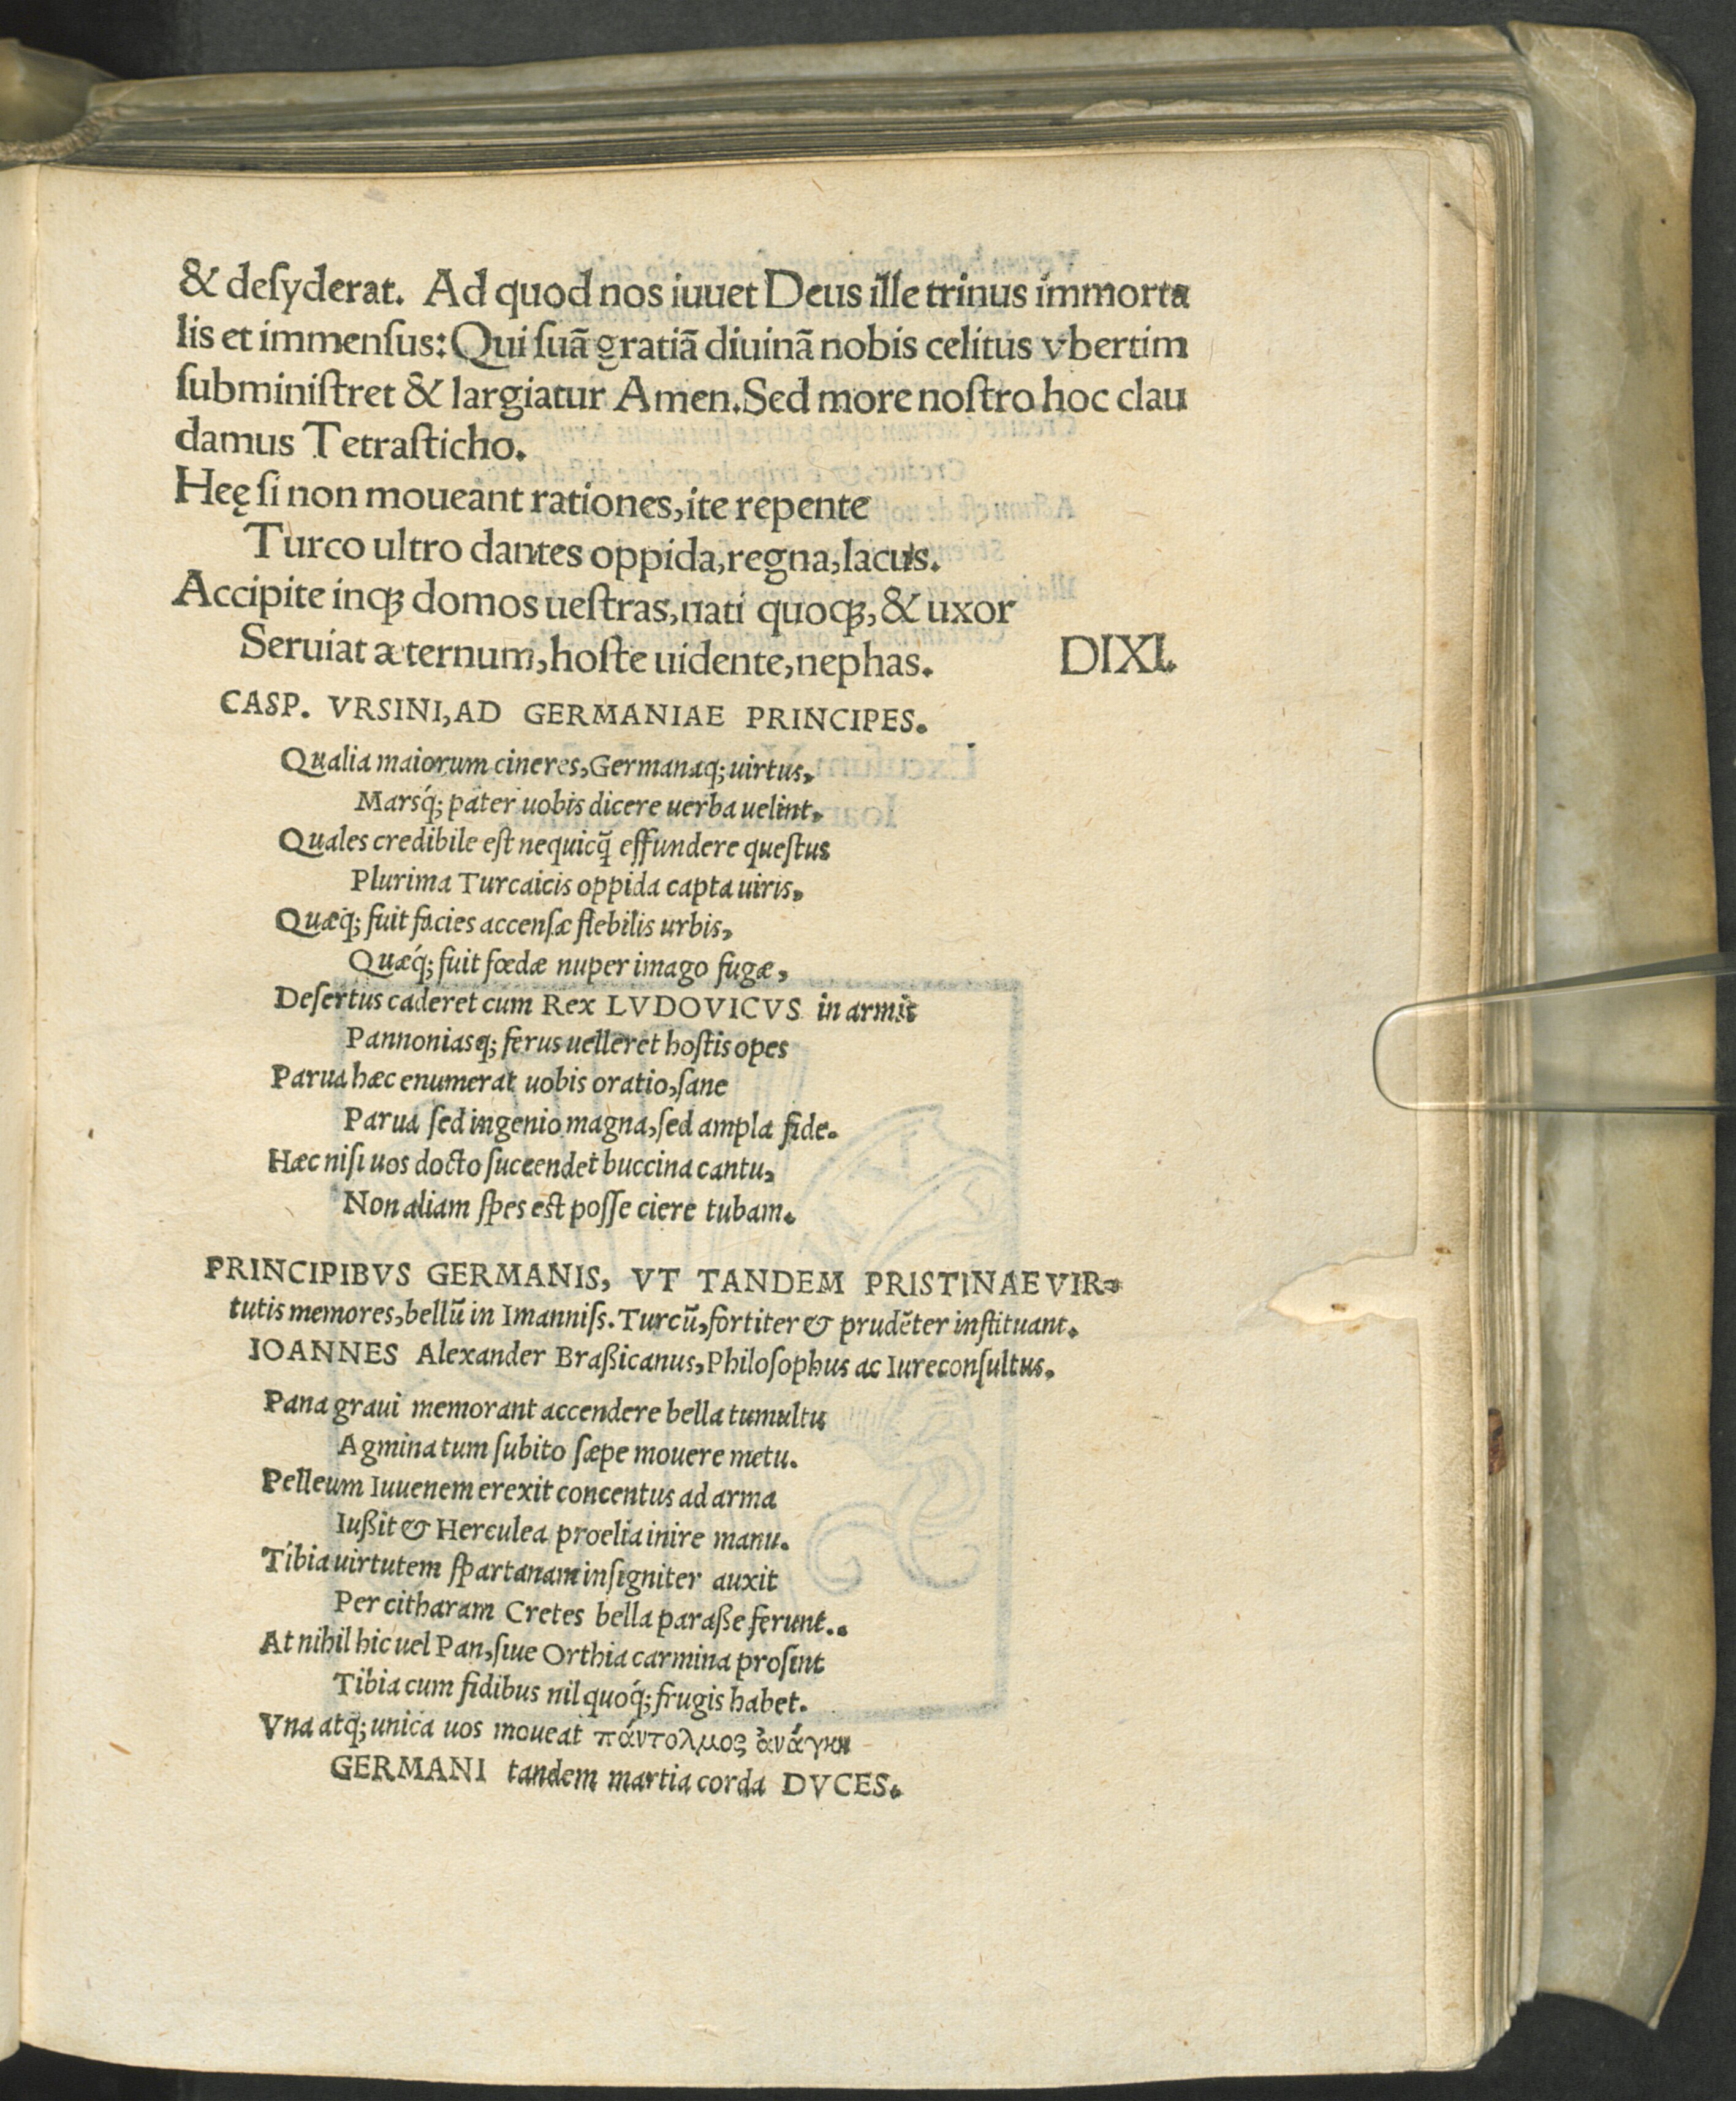 & deſyderat. Ad quod nos iuuet Deus ille trinus immorta
lis et immenſus: Qui ſuã gratiã diuinã nobis celitus vbertim
ſubminiſtret & largiatur Amen. Sed more noſtro hoc clau
damus Tetraſticho.
Heę ſi non moueant rationes, ite repente
Turco ultro dantes oppida, regna, lacus.
Accipite inqꝫ domos ueſtras, nati quoqꝫ, & uxor
Seruiat æternum, hoſte uidente, nephas. DIXI.
CASP. VRSINI, AD GERMANIAE PRINCIPES.
Qualia maiorum cineres, Germanaq; uirtus,
Marsq́; pater uobis dicere uerba uelint,
Quales credibile eſt nequicq̃ effundere queſtus
Plurima Turcaicis oppida capta uiris,
Quæq́; fuit facies accenſæ flebilis urbis,
Quæq́; fuit fœdæ nuper imago fugæ,
Deſertus caderet cum Rex LVDOVICVS in armis
Pannoniasq; ferus uelleret hoſtis opes
Parua hæc enumerat uobis oratio, ſane
Parua ſed ingenio magna, ſed ampla fide.
Hæc niſi uos docto succendet buccina cantu,
Non aliam ſpes eſt poſſe ciere tubam.
PRINCIPIBVS GERMANIS, VT TANDEM PRISTINAE VIR-
tutis memores, bellũ in Imanniſs. Turcũ, fortiter & prudẽter inſtituant.
IOANNES Alexander Braßicanus, Philoſophus ac Iureconſultus.
Pana graui memorant accendere bella tumultu
Agmina tum ſubito ſæpe mouere metu.
Pelleum Iuuenem erexit concentus ad arma
Iußit & Herculea proelia inire manu.
Tibia uirtutem ſpartanam inſigniter auxit
Per citharam Cretes bella paraße ferunt..
At nihil hic uel Pan, ſiue Orthia carmina proſint
Tibia cum fidibus nil quoq́; frugis habet.
Vna atq; unica uos moueat πάντολμος ἀνάγκη
GERMANI tandem martia corda DVCES.